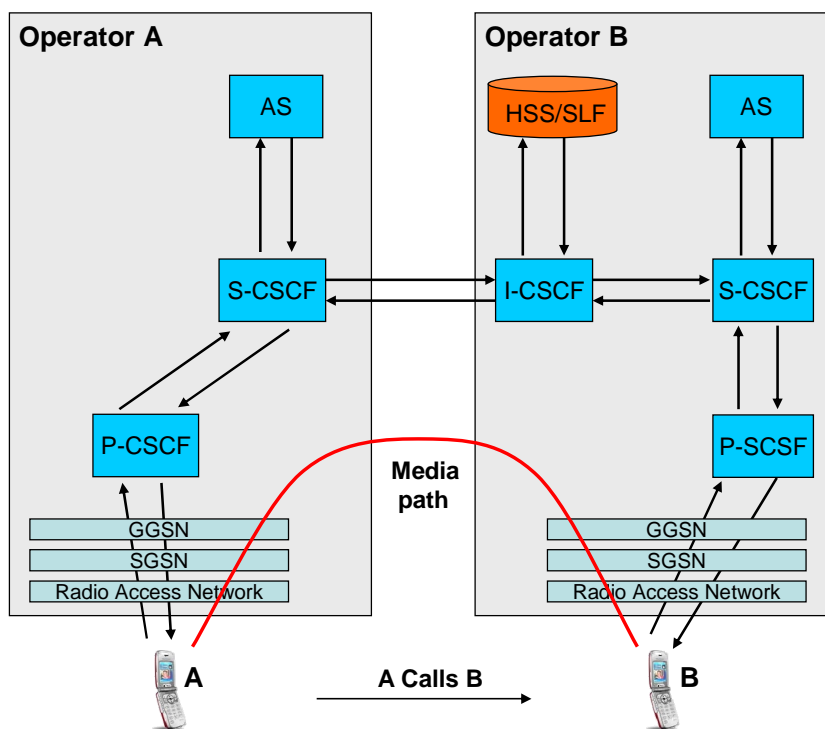 Operator A
Operator B
AS
HSS/SLF
AS
S-CSCF
I-CSCF
S-CSCF
P-CSCF
P-SCSF
Media
path
GGSN
GGSN
SGSN
SGSN
Radio Access Network
Radio Access Network
A
B
A Calls B